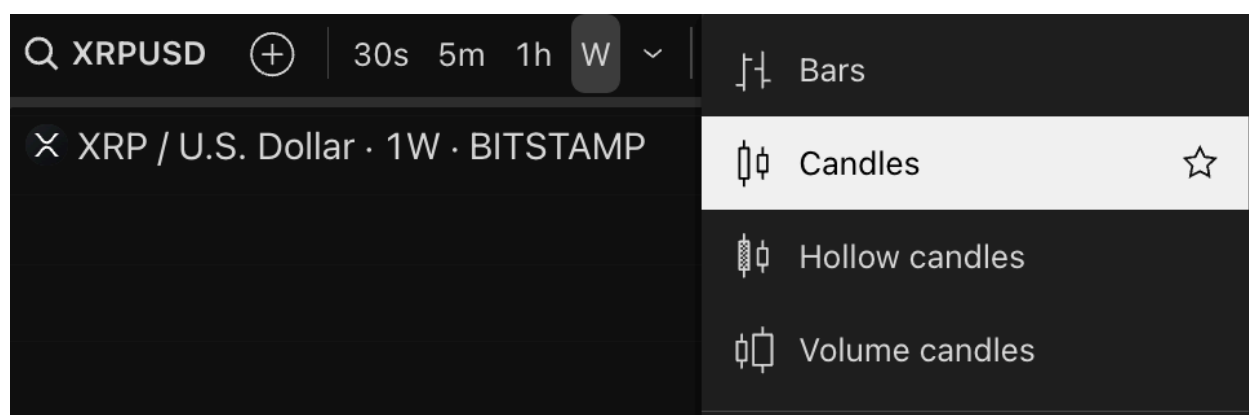 XRPUSD 30s 5m 1h W
XRP / U.S. Dollar · 1W · BITSTAMP
Bars
Candles
Hollow candles
Volume candles